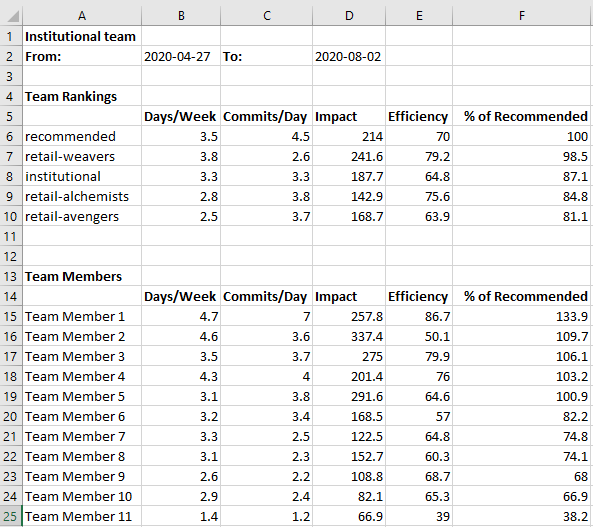 A B C D E F
1 Institutional team
2 From: 2020-04-27 To: 2020-08-02
3
4 Team Rankings
5 Days/Week Commits/Day Impact Efficiency % of Recommended
6 recommended 3.5 4.5 214 70 100
7 retail-weavers 3.8 2.6 241.6 79.2 98.5
8 institutional 3.3 3.3 187.7 64.8 87.1
9 retail-alchemists 2.8 3.8 142.9 75.6 84.8
10 retail-avengers 2.5 3.7 168.7 63.9 81.1
11
12
13 Team Members
14 Days/Week Commits/Day Impact Efficiency % of Recommended
15 Team Member 1 4.7 7 257.8 86.7 133.9
16 Team Member 2 4.6 3.6 337.4 50.1 109.7
17 Team Member 3 3.5 3.7 275 79.9 106.1
18 Team Member 4 4.3 4 201.4 76 103.2
19 Team Member 5 3.1 3.8 291.6 64.6 100.9
20 Team Member 6 3.2 3.4 168.5 57 82.2
21 Team Member 7 3.3 2.5 122.5 64.8 74.8
22 Team Member 8 3.1 2.3 152.7 60.3 74.1
23 Team Member 9 2.6 2.2 108.8 68.7 68
24 Team Member 10 2.9 2.4 82.1 65.3 66.9
25 Team Member 11 1.4 1.2 66.9 39 38.2